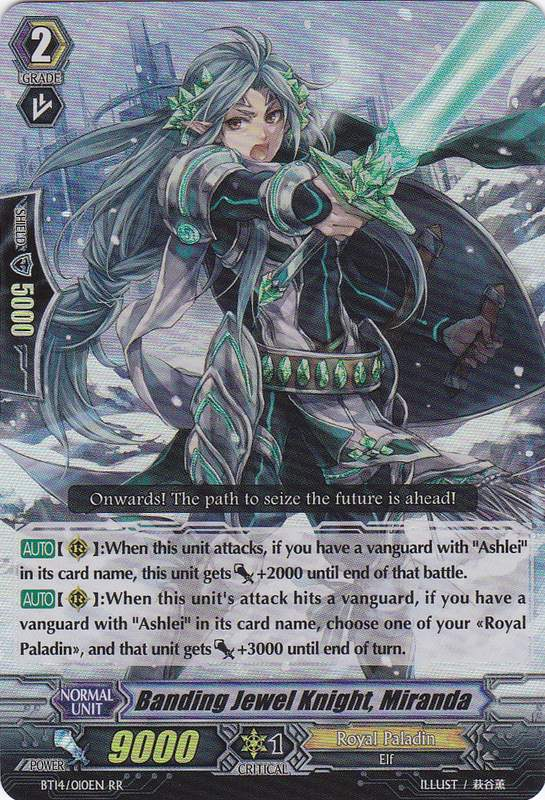 2
GRADE
SHIELD
5000
Onwards! The path to seize the future is ahead!
AUTO【 R 】:When this unit attacks, if you have a vanguard with "Ashlei"
in its card name, this unit gets +2000 until end of that battle.
AUTO【 R 】:When this unit's attack hits a vanguard, if you have a
vanguard with "Ashlei" in its card name, choose one of your «Royal
Paladin», and that unit gets +3000 until end of turn.
NORMAL
UNIT
Banding Jewel Knight, Miranda
POWER
9000
1
CRITICAL
Royal Paladin
Elf
BT14/010EN RR
ILLUST / 萩谷薫